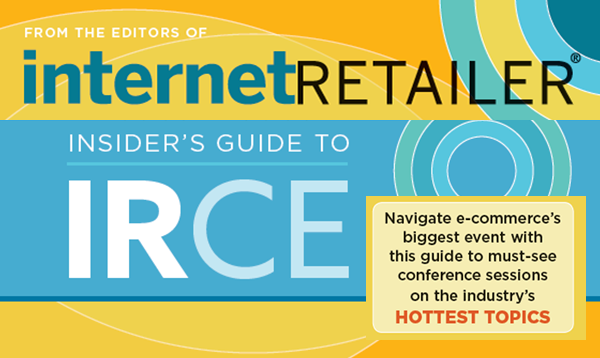 FROM THE EDITORS OF
internetRETAILER®
INSIDER'S GUIDE TO
IRCE
Navigate e-commerce's
biggest event with
this guide to must-see
conference sessions
on the industry's
HOTTEST TOPICS